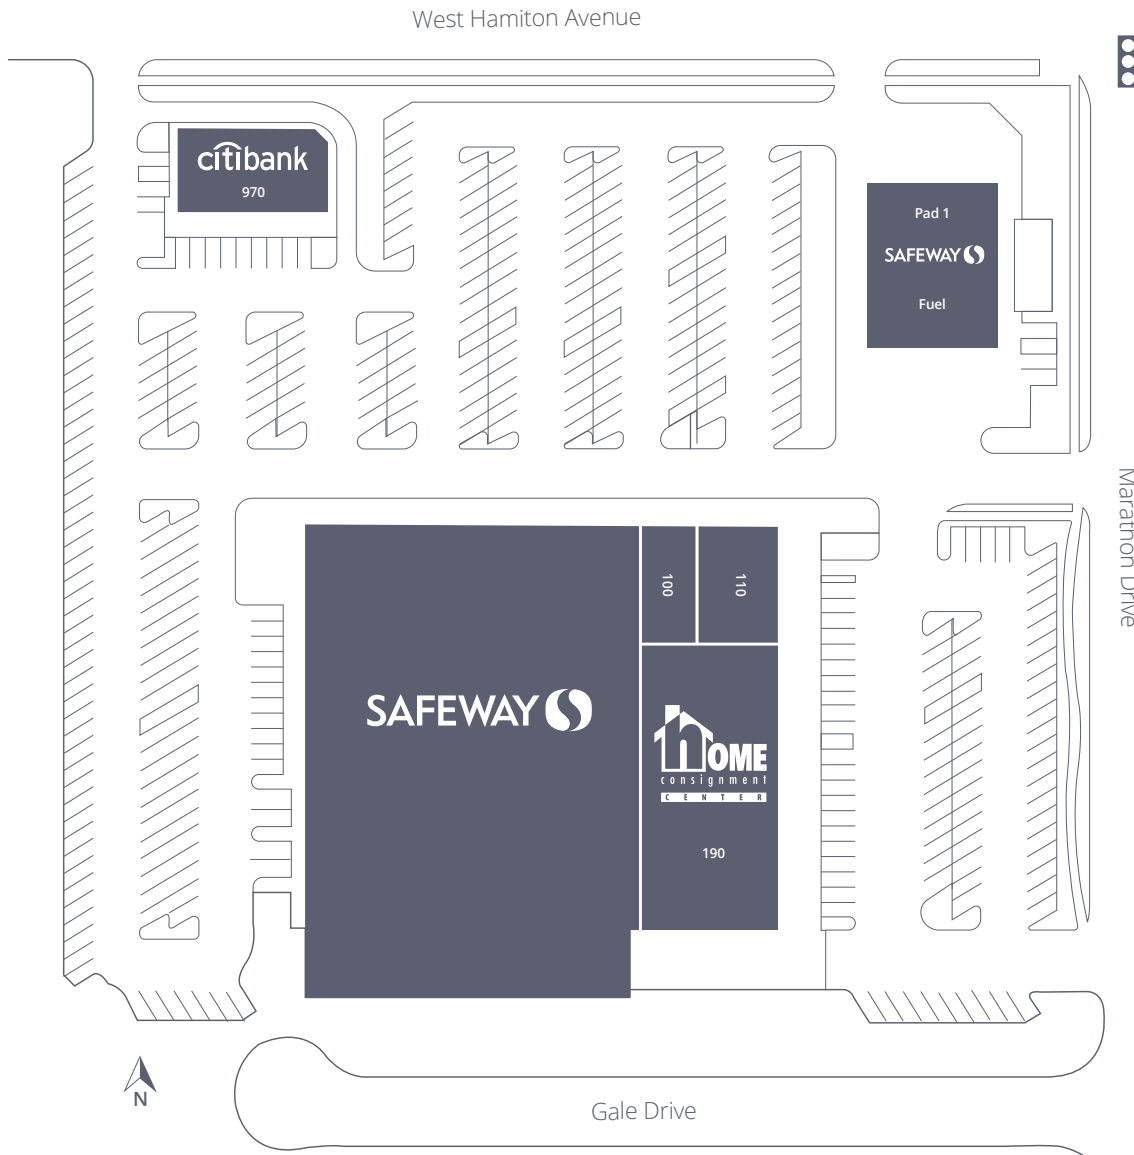 West Hamiton Avenue
citibank
970
Pad 1
SAFEWAY
Fuel
Marathon Drive
100
110
SAFEWAY
hOME
consignment
CENTER
190
N
Gale Drive